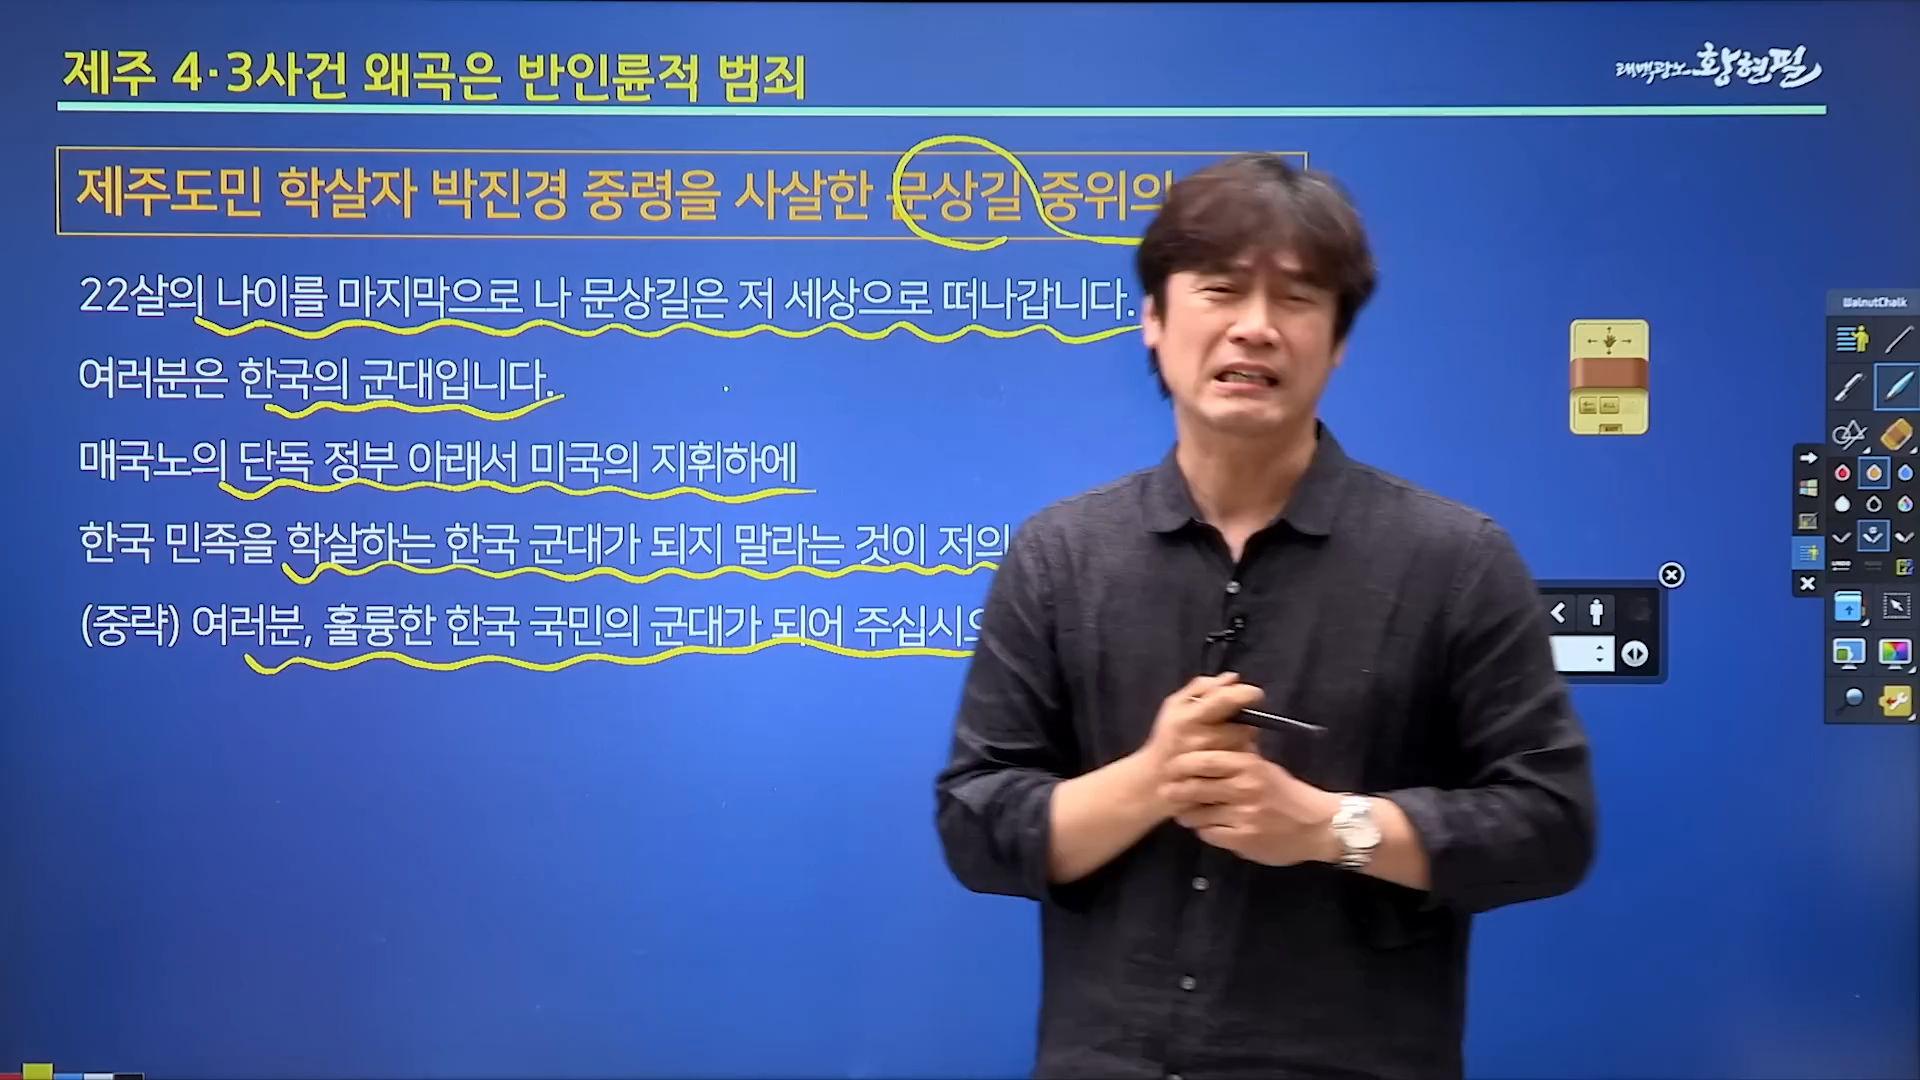 제주 4·3사건 왜곡은 반인륜적 범죄
태백광노 황현필
제주도민 학살자 박진경 중령을 사살한 문상길 중위의
22살의 나이를 마지막으로 나 문상길은 저 세상으로 떠나갑니다.
여러분은 한국의 군대입니다.
매국노의 단독 정부 아래서 미국의 지휘하에
한국 민족을 학살하는 한국 군대가 되지 말라는 것이 저의
(중략) 여러분, 훌륭한 한국 국민의 군대가 되어 주십시오
WalnutChalk